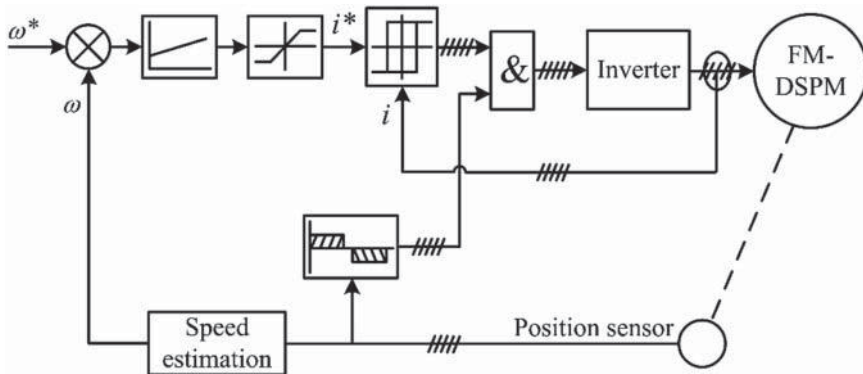 ω*
i*
&
Inverter
FM-
DSPM
ω
i
Speed
estimation
Position sensor